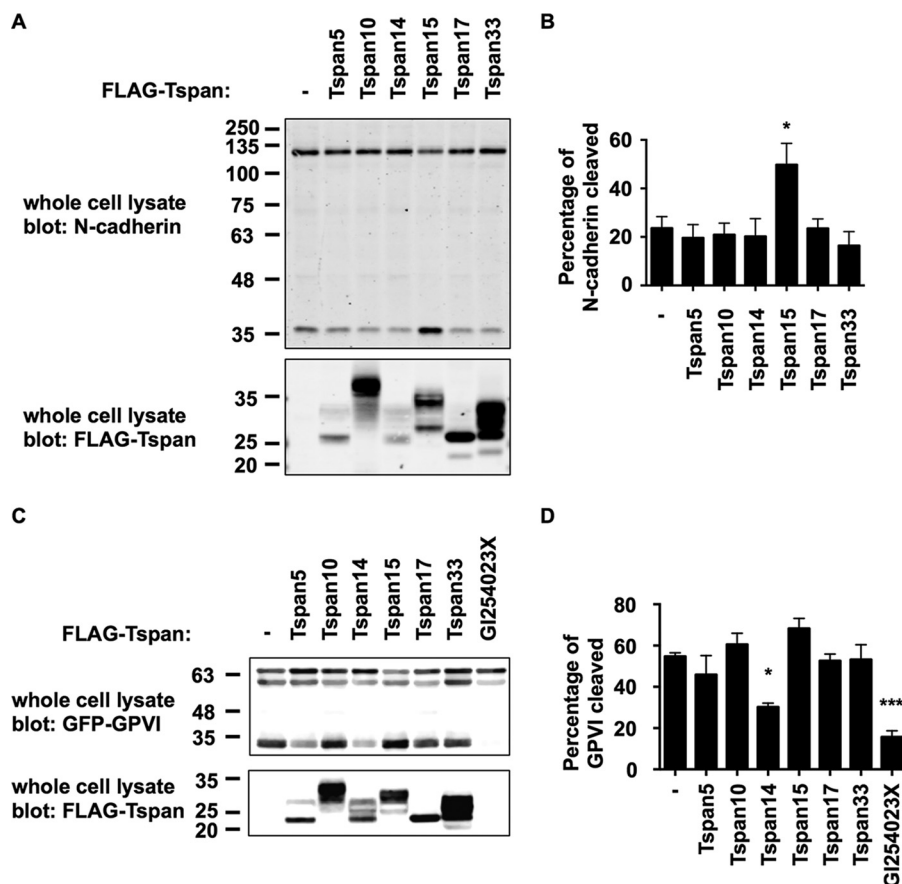 A
FLAG-Tspan:
-
Tspan5
Tspan10
Tspan14
Tspan15
Tspan17
Tspan33
250
135
100
75
63
48
35
whole cell lysate
blot: N-cadherin
35
25
20
whole cell lysate
blot: FLAG-Tspan
B
Percentage of
N-cadherin cleaved
60
40
20
0
*
-
Tspan5
Tspan10
Tspan14
Tspan15
Tspan17
Tspan33
C
FLAG-Tspan:
-
Tspan5
Tspan10
Tspan14
Tspan15
Tspan17
Tspan33
GI254023X
63
48
35
whole cell lysate
blot: GFP-GPVI
35
25
20
whole cell lysate
blot: FLAG-Tspan
D
Percentage of
GPVI cleaved
80
60
40
20
0
*
***
-
Tspan5
Tspan10
Tspan14
Tspan15
Tspan17
Tspan33
GI254023X